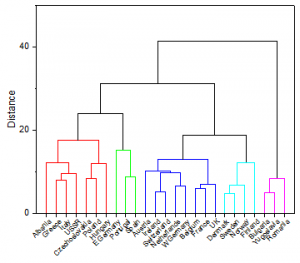 40
20
0
Distance
Albania
Greece
Italy
USSR
Czechoslovakia
Poland
Hungary
E.Germany
Portugal
Spain
Austria
Ireland
Switzerland
Netherlands
W.Germany
Belgium
France
UK
Denmark
Sweden
Norway
Finland
Bulgaria
Yugoslavia
Romania